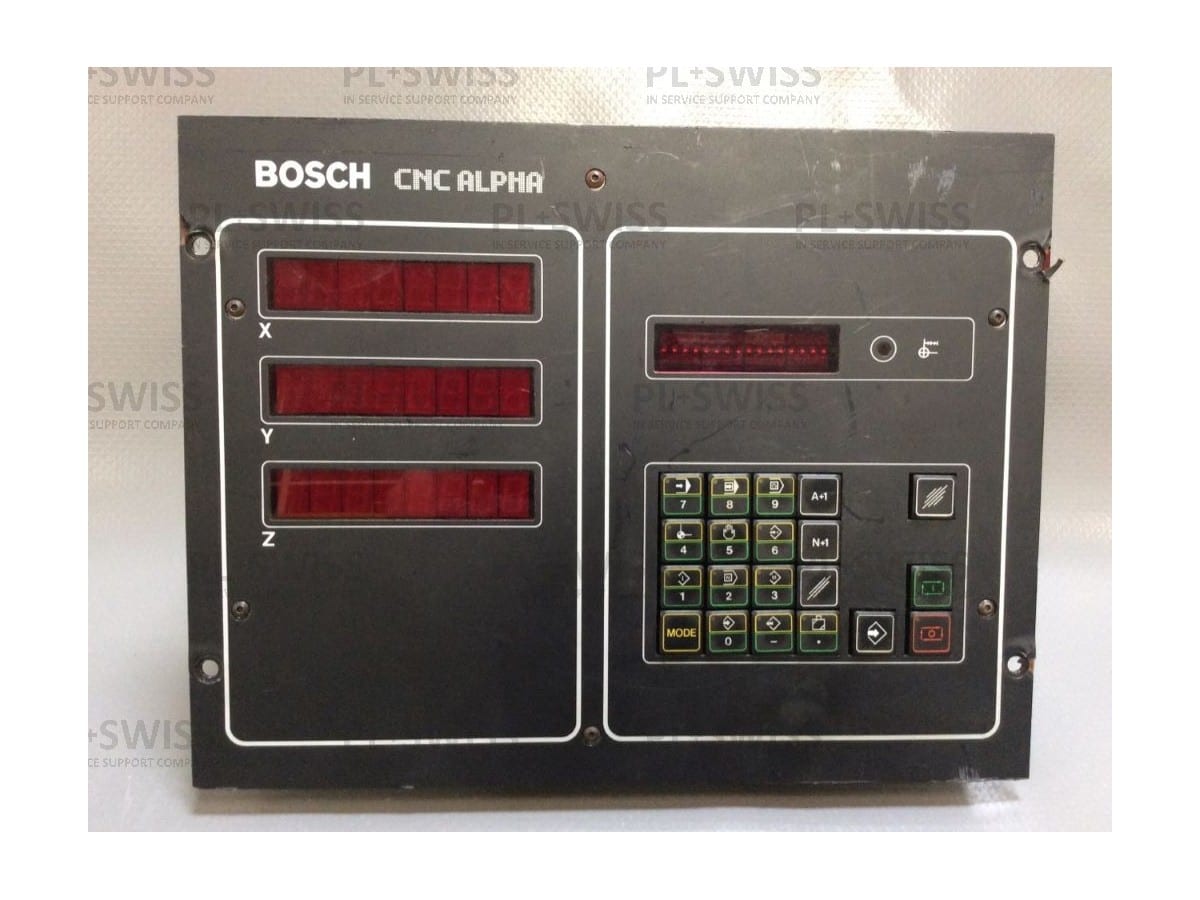 PL+SWISS
IN SERVICE SUPPORT COMPANY
BOSCH CNC ALPHA
X
Y
Z
7 8 9 A+1
4 5 6 N+1
1 2 3
MODE 0 – •